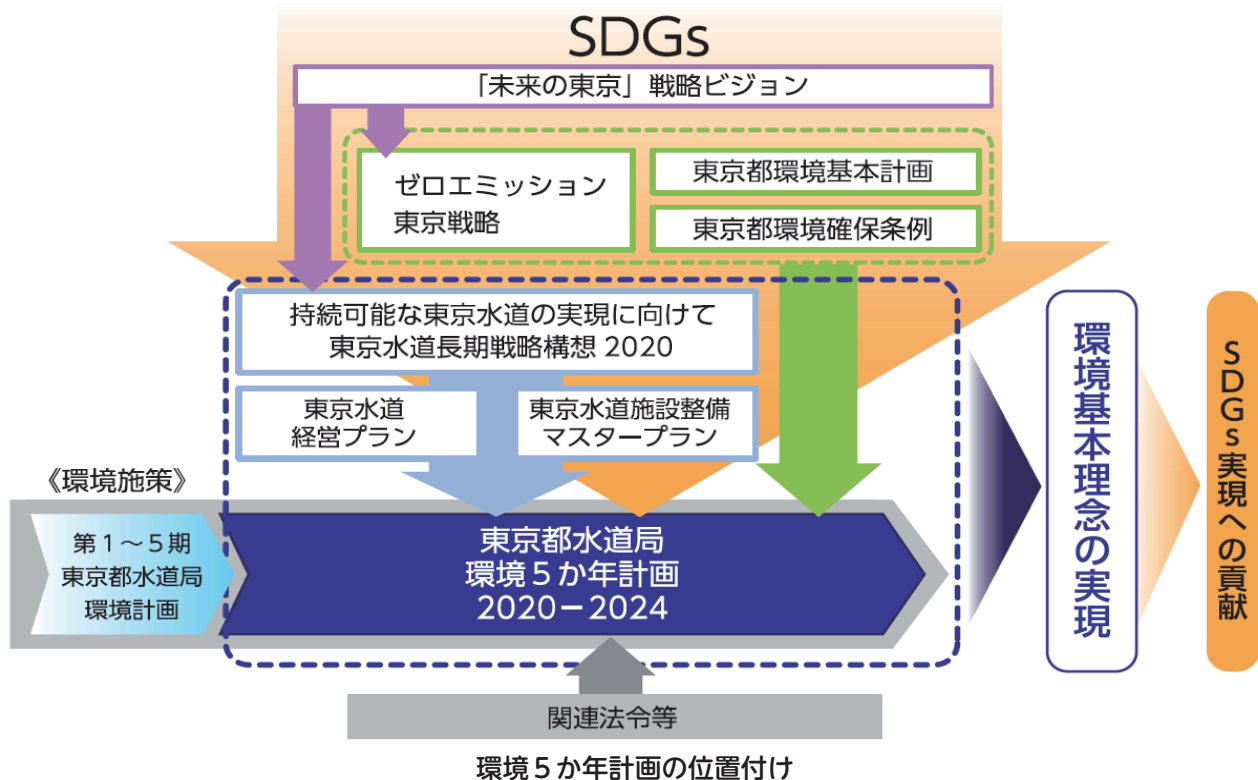 SDGs
「未来の東京」戦略ビジョン
ゼロエミッション
東京戦略
東京都環境基本計画
東京都環境確保条例
持続可能な東京水道の実現に向けて
東京水道長期戦略構想 2020
東京水道
経営プラン
東京水道施設整備
マスタープラン
《環境施策》
第1～5期
東京都水道局
環境計画
東京都水道局
環境5か年計画
2020－2024
環境基本理念の実現
SDGs実現への貢献
関連法令等
環境5か年計画の位置付け